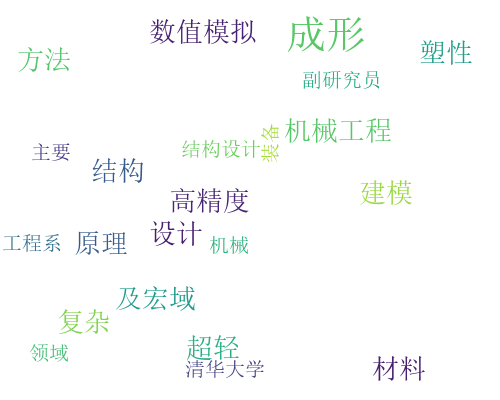 数值模拟
成形
塑性
方法
副研究员
机械工程
装备
结构设计
主要
结构
建模
高精度
设计
工程系
原理
机械
及宏域
复杂
超轻
领域
清华大学
材料